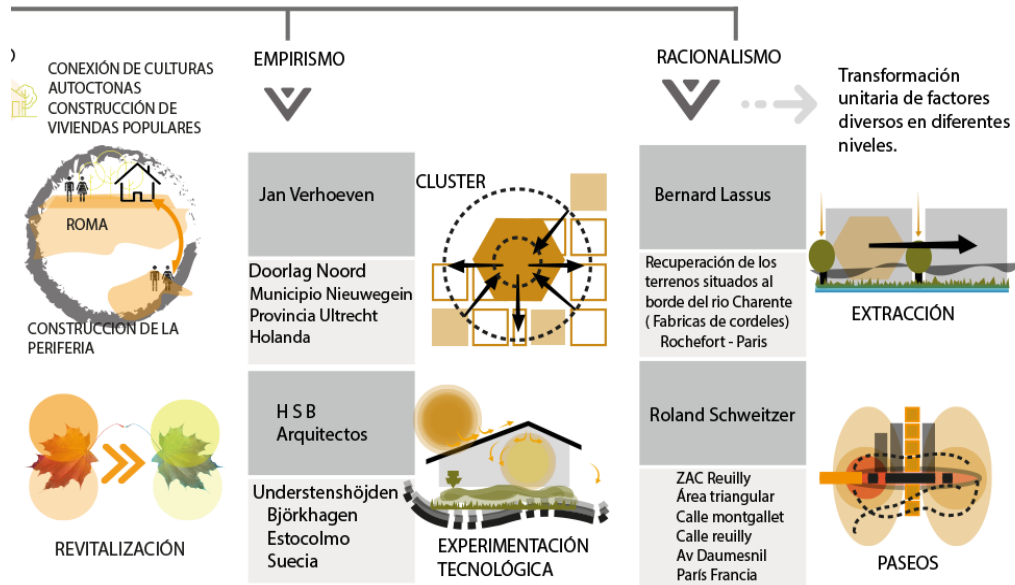 CONEXIÓN DE CULTURAS
AUTOCTONAS
CONSTRUCCIÓN DE
VIVIENDAS POPULARES
ROMA
CONSTRUCCION DE LA
PERIFERIA
REVITALIZACIÓN
EMPIRISMO
Jan Verhoeven
Doorlag Noord
Municipio Nieuwegein
Provincia Ultrecht
Holanda
CLUSTER
H S B
Arquitectos
Understenshöjden
Björkhagen
Estocolmo
Suecia
EXPERIMENTACIÓN
TECNOLÓGICA
RACIONALISMO
Transformación
unitaria de factores
diversos en diferentes
niveles.
Bernard Lassus
Recuperación de los
terrenos situados al
borde del rio Charente
( Fabricas de cordeles)
Rochefort - Paris
EXTRACCIÓN
Roland Schweitzer
ZAC Reuilly
Área triangular
Calle montgallet
Calle reuilly
Av Daumesnil
París Francia
PASEOS